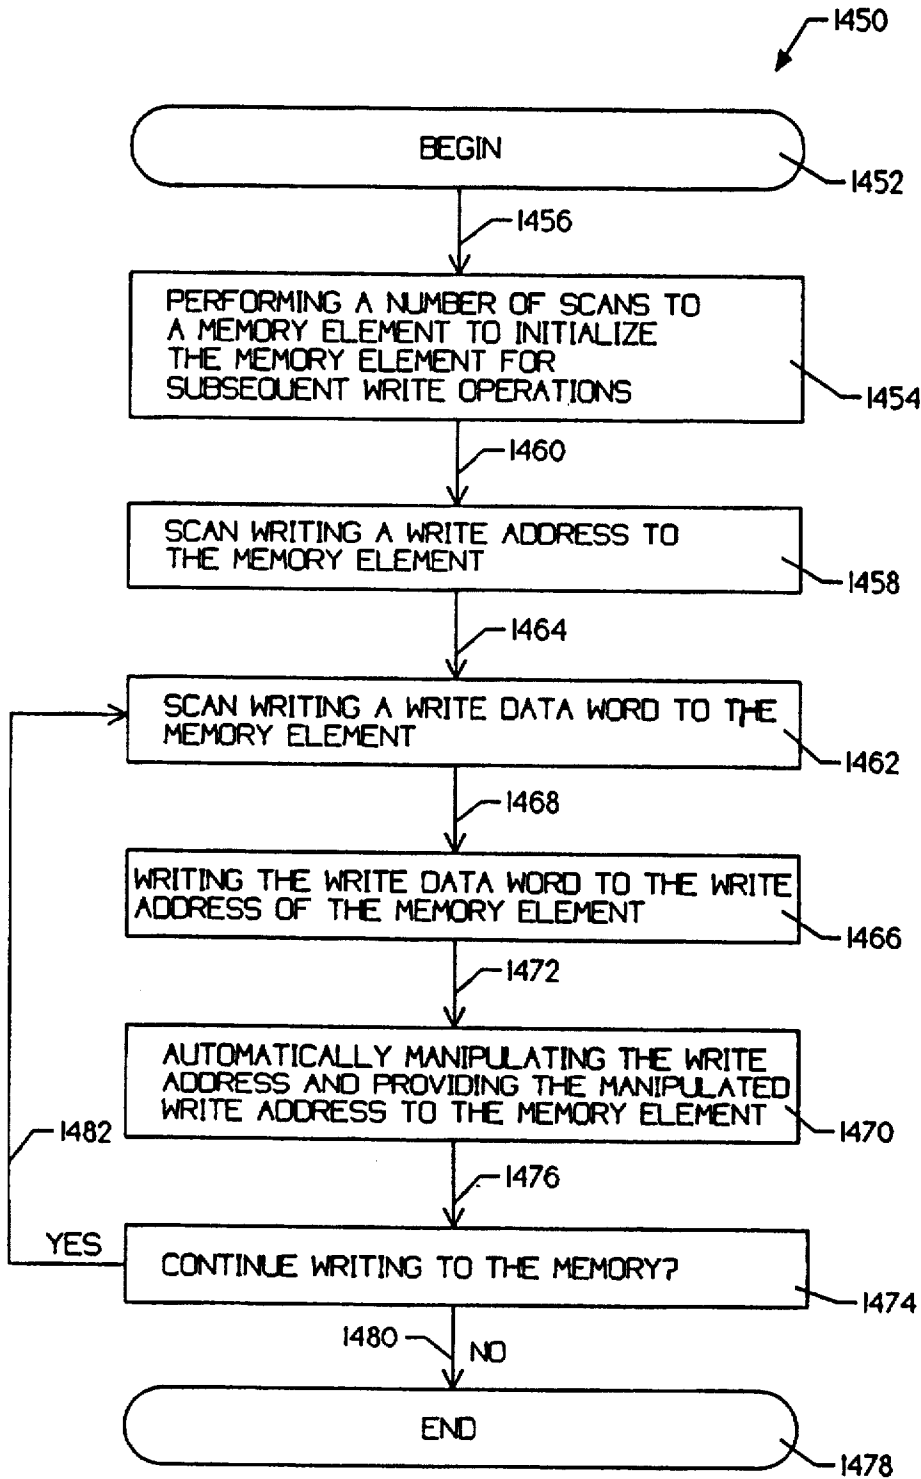 1450
BEGIN
1452
1456
PERFORMING A NUMBER OF SCANS TO
A MEMORY ELEMENT TO INITIALIZE
THE MEMORY ELEMENT FOR
SUBSEQUENT WRITE OPERATIONS
1454
1460
SCAN WRITING A WRITE ADDRESS TO
THE MEMORY ELEMENT
1458
1464
SCAN WRITING A WRITE DATA WORD TO THE
MEMORY ELEMENT
1462
1468
WRITING THE WRITE DATA WORD TO THE WRITE
ADDRESS OF THE MEMORY ELEMENT
1466
1472
AUTOMATICALLY MANIPULATING THE WRITE
ADDRESS AND PROVIDING THE MANIPULATED
WRITE ADDRESS TO THE MEMORY ELEMENT
1470
1482
1476
YES
CONTINUE WRITING TO THE MEMORY?
1474
1480
NO
END
1478